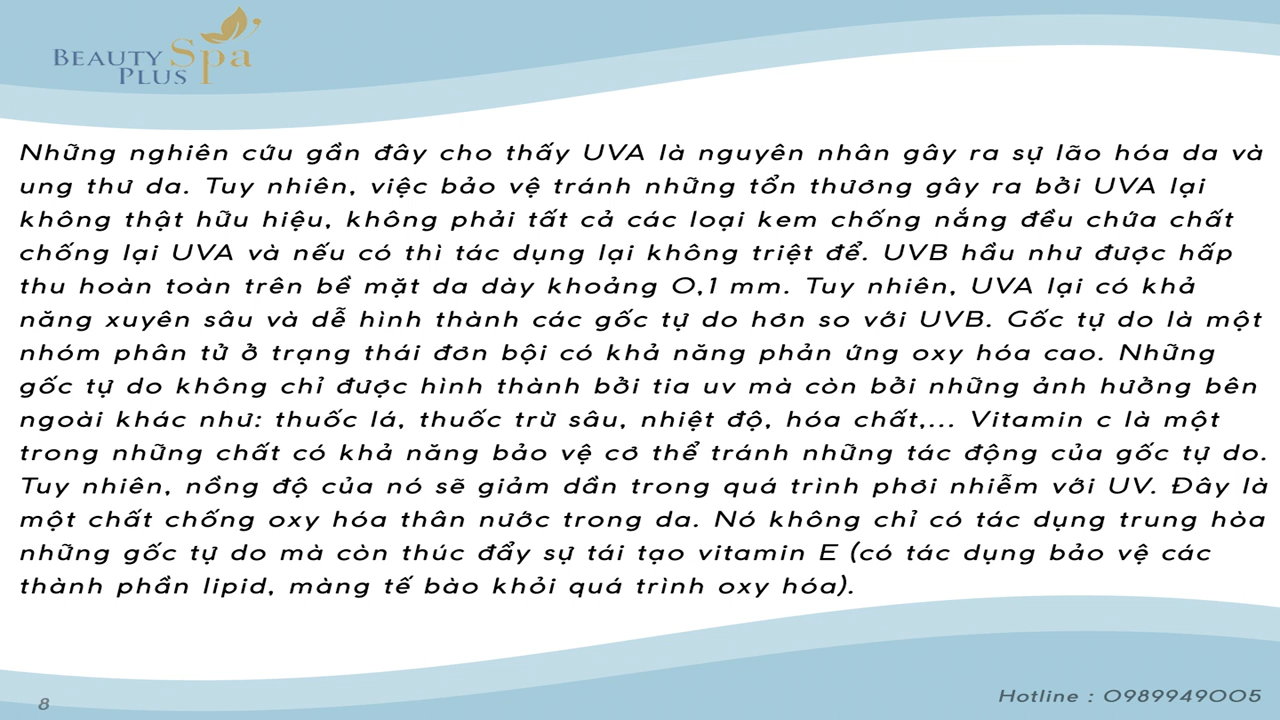 BEAUTY Spa
PLUS
Những nghiên cứu gần đây cho thấy UVA là nguyên nhân gây ra sự lão hóa da và
ung thư da. Tuy nhiên, việc bảo vệ tránh những tổn thương gây ra bởi UVA lại
không thật hữu hiệu, không phải tất cả các loại kem chống nắng đều chứa chất
chống lại UVA và nếu có thì tác dụng lại không triệt để. UVB hầu như được hấp
thu hoàn toàn trên bề mặt da dày khoảng 0,1 mm. Tuy nhiên, UVA lại có khả
năng xuyên sâu và dễ hình thành các gốc tự do hơn so với UVB. Gốc tự do là một
nhóm phân tử ở trạng thái đơn bội có khả năng phản ứng oxy hóa cao. Những
gốc tự do không chỉ được hình thành bởi tia uv mà còn bởi những ảnh hưởng bên
ngoài khác như: thuốc lá, thuốc trừ sâu, nhiệt độ, hóa chất,... Vitamin c là một
trong những chất có khả năng bảo vệ cơ thể tránh những tác động của gốc tự do.
Tuy nhiên, nồng độ của nó sẽ giảm dần trong quá trình phơi nhiễm với UV. Đây là
một chất chống oxy hóa thân nước trong da. Nó không chỉ có tác dụng trung hòa
những gốc tự do mà còn thúc đẩy sự tái tạo vitamin E (có tác dụng bảo vệ các
thành phần lipid, màng tế bào khỏi quá trình oxy hóa).
8
Hotline : 0989949005